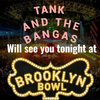 TANK
AND THE
BANGAS
Will see you tonight at
BROOKLYN
BOWL